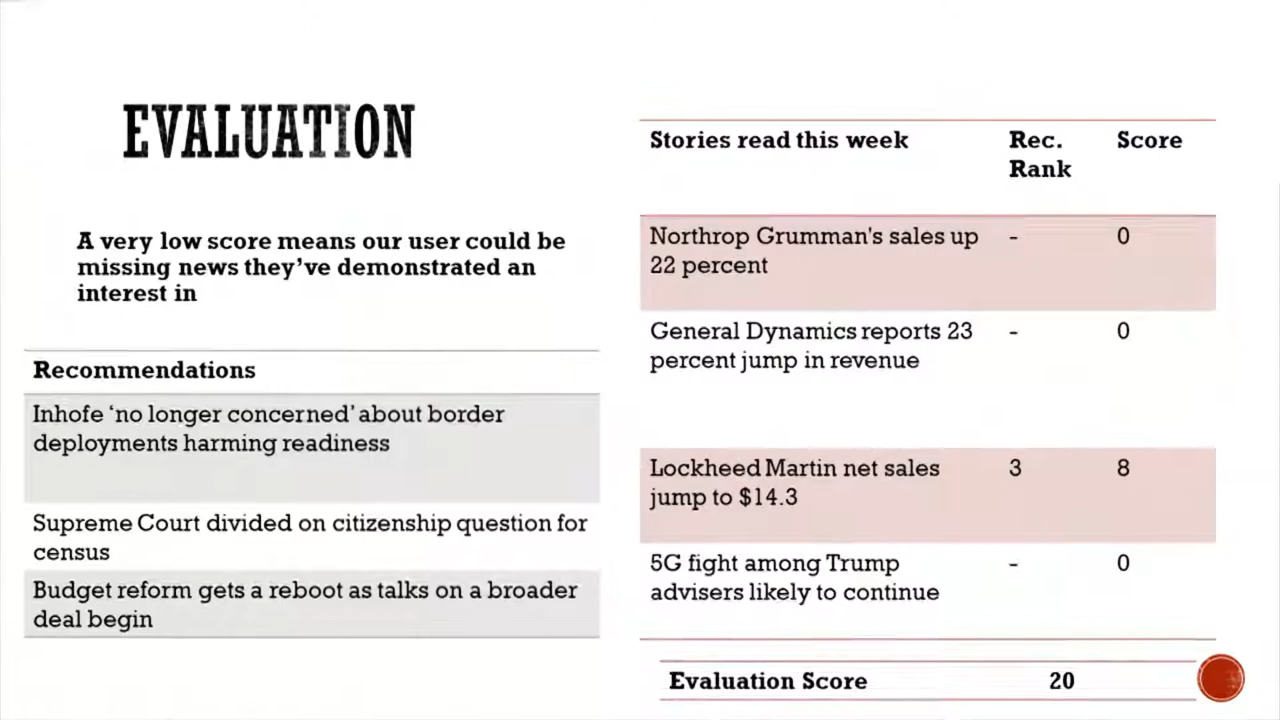 EVALUATION
A very low score means our user could be
missing news they’ve demonstrated an
interest in
Recommendations
Inhofe ‘no longer concerned’ about border
deployments harming readiness
Supreme Court divided on citizenship question for
census
Budget reform gets a reboot as talks on a broader
deal begin
Stories read this week Rec. Score
Rank
Northrop Grumman's sales up - 0
22 percent
General Dynamics reports 23 - 0
percent jump in revenue
Lockheed Martin net sales 3 8
jump to $14.3
5G fight among Trump - 0
advisers likely to continue
Evaluation Score 20